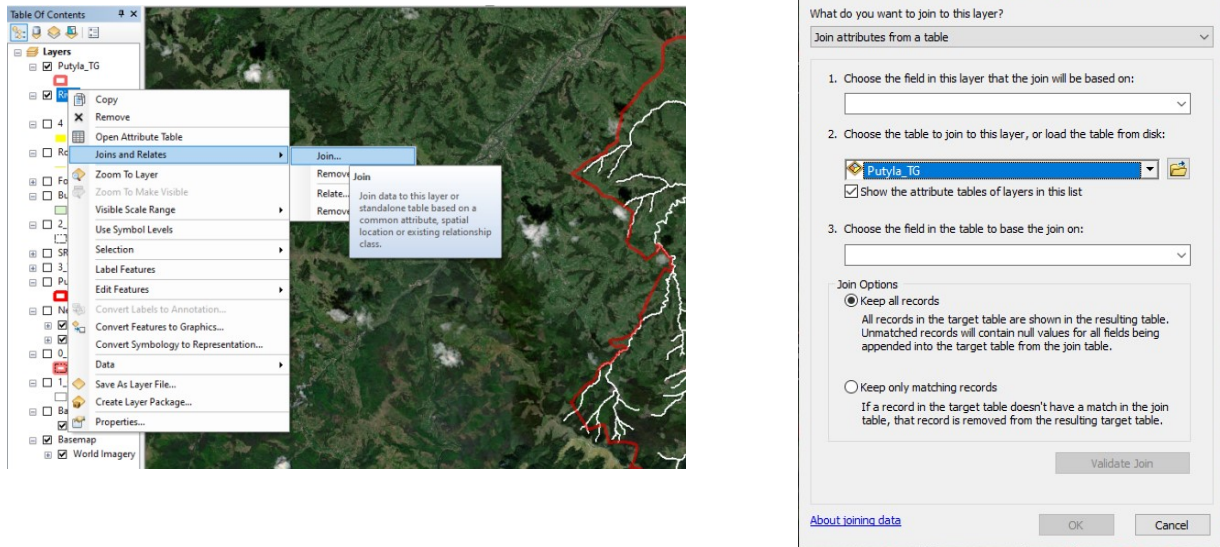 Table Of Contents
Layers
Putyla_TG
Copy
Remove
4
Open Attribute Table
Joins and Relates
Join...
Zoom To Layer
Remove
Join
Zoom To Make Visible
Join data to this layer or
standalone table based on a
common attribute, spatial
location or existing relationship
class.
Relate...
Visible Scale Range
Remove
2_
Use Symbol Levels
Selection
3_
Label Features
Edit Features
Convert Labels to Annotation...
Convert Features to Graphics...
Convert Symbology to Representation...
0_
Data
1_
Save As Layer File...
Create Layer Package...
Properties...
Basemap
World Imagery
What do you want to join to this layer?
Join attributes from a table
1. Choose the field in this layer that the join will be based on:
2. Choose the table to join to this layer, or load the table from disk:
Putyla_TG
Show the attribute tables of layers in this list
3. Choose the field in the table to base the join on:
Join Options
Keep all records
All records in the target table are shown in the resulting table.
Unmatched records will contain null values for all fields being
appended into the target table from the join table.
Keep only matching records
If a record in the target table doesn't have a match in the join
table, that record is removed from the resulting target table.
Validate Join
About joining data
OK
Cancel